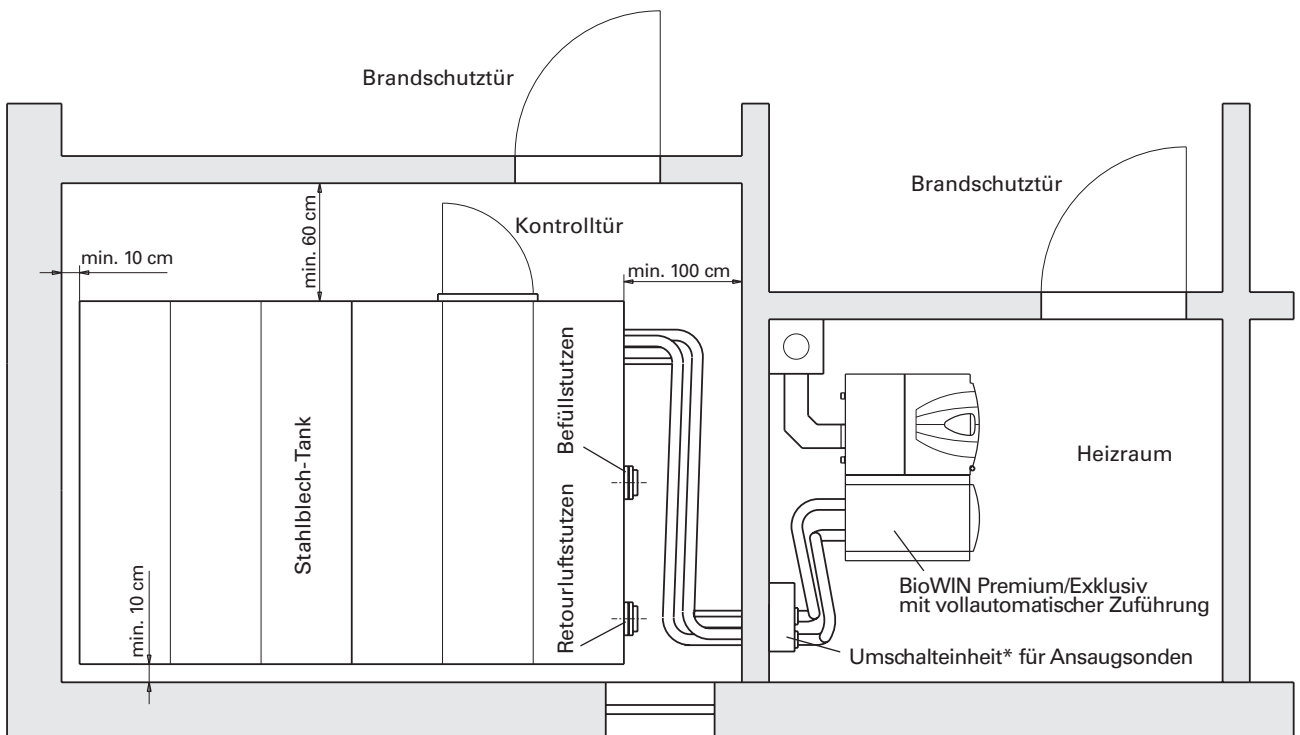 Brandschutztür
Brandschutztür
Kontrolltür
min. 60 cm
min. 10 cm
min. 100 cm
Befüllstutzen
Stahlblech-Tank
Retourluftstutzen
min. 10 cm
Heizraum
BioWIN Premium/Exklusiv
mit vollautomatischer Zuführung
Umschalteinheit* für Ansaugsonden